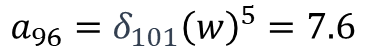 a₉₆ = δ₁₀₁(w)⁵ = 7.6